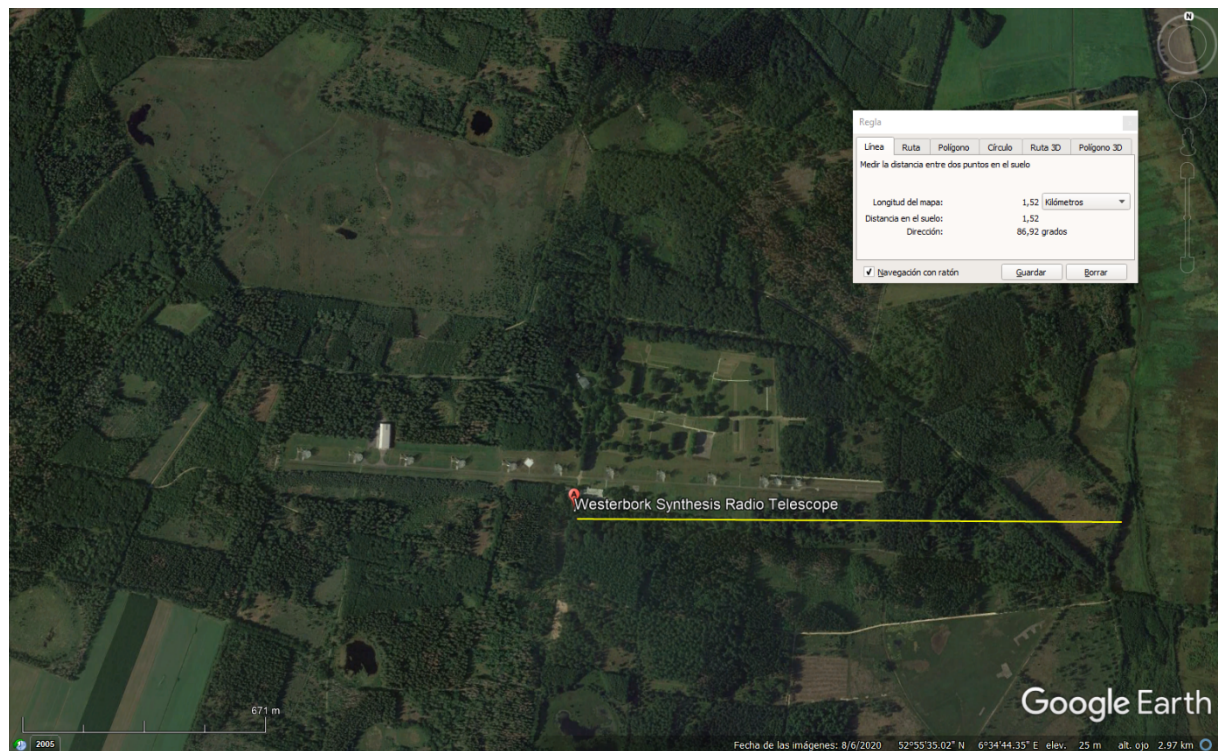 N
Regla
Línea Ruta Polígono Círculo Ruta 3D Polígono 3D
Medir la distancia entre dos puntos en el suelo
Longitud del mapa: 1,52 Kilómetros
Distancia en el suelo: 1,52
Dirección: 86,92 grados
Navegación con ratón Guardar Borrar
A
Westerbork Synthesis Radio Telescope
671 m
Google Earth
2005
Fecha de las imágenes: 8/6/2020 52°55'35.02" N 6°34'44.35" E elev. 25 m alt. ojo 2.97 km